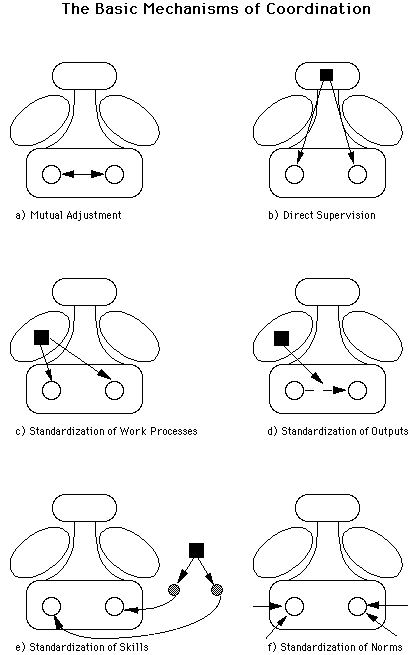 The Basic Mechanisms of Coordination
a) Mutual Adjustment
b) Direct Supervision
c) Standardization of Work Processes
d) Standardization of Outputs
e) Standardization of Skills
f) Standardization of Norms